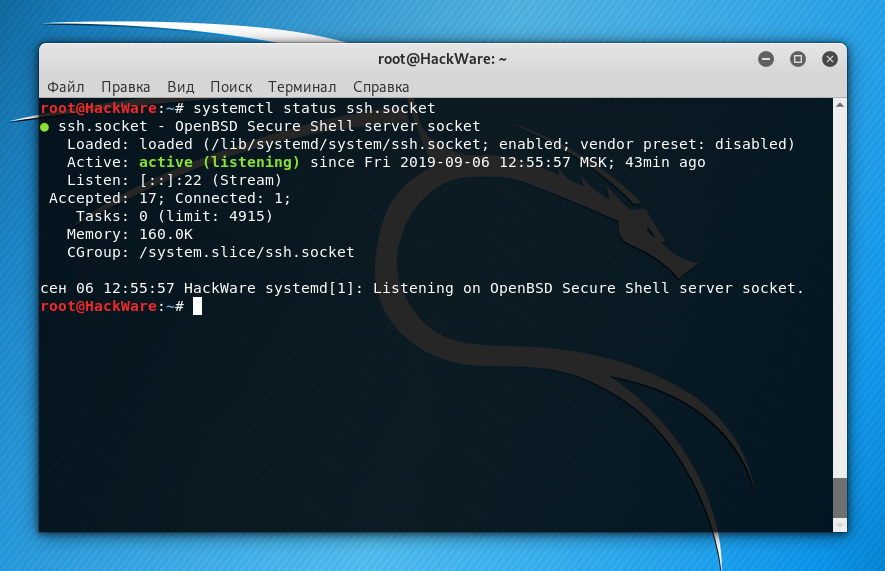 root@HackWare: ~
Файл Правка Вид Поиск Терминал Справка
root@HackWare:~# systemctl status ssh.socket
● ssh.socket - OpenBSD Secure Shell server socket
   Loaded: loaded (/lib/systemd/system/ssh.socket; enabled; vendor preset: disabled)
   Active: active (listening) since Fri 2019-09-06 12:55:57 MSK; 43min ago
   Listen: [::]:22 (Stream)
 Accepted: 17; Connected: 1;
    Tasks: 0 (limit: 4915)
   Memory: 160.0K
   CGroup: /system.slice/ssh.socket
сен 06 12:55:57 HackWare systemd[1]: Listening on OpenBSD Secure Shell server socket.
root@HackWare:~#